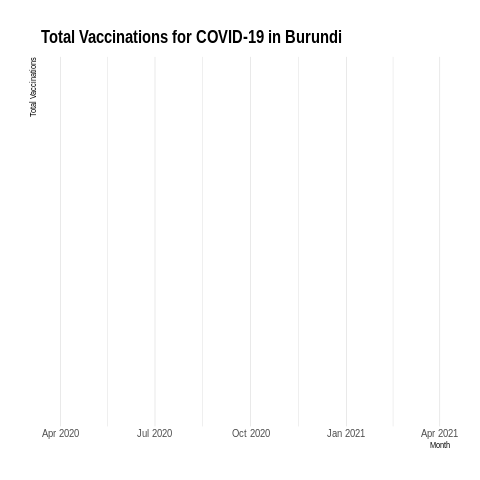 Total Vaccinations for COVID-19 in Burundi
Total Vaccinations
Apr 2020 Jul 2020 Oct 2020 Jan 2021 Apr 2021
Month